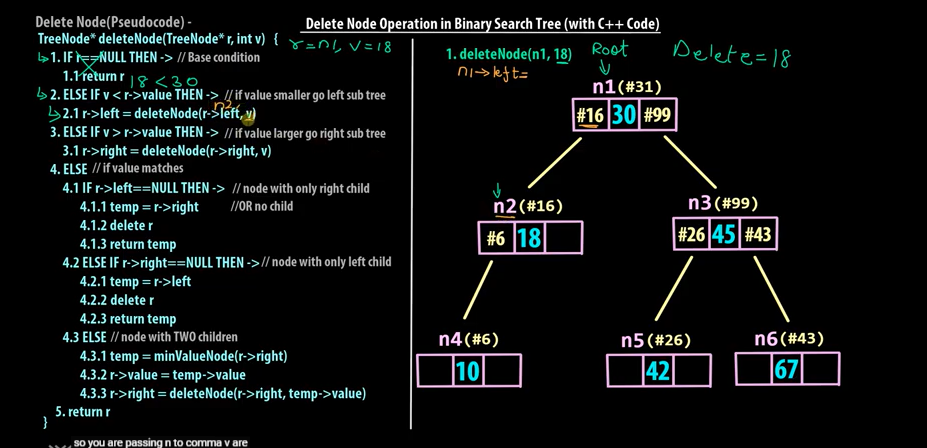 Delete Node(Pseudocode) -
Delete Node Operation in Binary Search Tree (with C++ Code)
TreeNode* deleteNode(TreeNode* r, int v) {
r=n1, v=18
1. IF r==NULL THEN -> // Base condition
1.1 return r
18 < 30
2. ELSE IF v < r->value THEN -> // if value smaller go left sub tree
n2
2.1 r->left = deleteNode(r->left, v)
3. ELSE IF v > r->value THEN -> // if value larger go right sub tree
3.1 r->right = deleteNode(r->right, v)
4. ELSE // if value matches
4.1 IF r->left==NULL THEN -> // node with only right child
4.1.1 temp = r->right //OR no child
4.1.2 delete r
4.1.3 return temp
4.2 ELSE IF r->right==NULL THEN -> // node with only left child
4.2.1 temp = r->left
4.2.2 delete r
4.2.3 return temp
4.3 ELSE // node with TWO children
4.3.1 temp = minValueNode(r->right)
4.3.2 r->value = temp->value
4.3.3 r->right = deleteNode(r->right, temp->value)
5. return r
}
1. deleteNode(n1, 18)
n1->left=
Root
Delete=18
n1(#31)
#16 30 #99
n2(#16)
#6 18
n3(#99)
#26 45 #43
n4(#6)
10
n5(#26)
42
n6(#43)
67
so you are passing n to comma v are